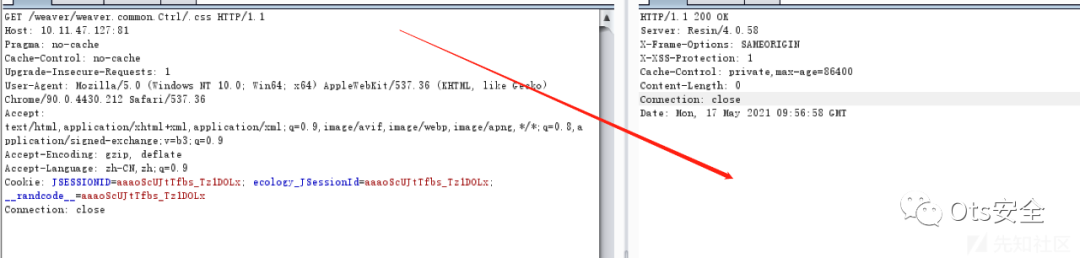 GET /weaver/weaver.common.Ctrl/.css HTTP/1.1
Host: 10.11.47.127:81
Pragma: no-cache
Cache-Control: no-cache
Upgrade-Insecure-Requests: 1
User-Agent: Mozilla/5.0 (Windows NT 10.0; Win64; x64) AppleWebKit/537.36 (KHTML, like Gecko)
Chrome/90.0.4430.212 Safari/537.36
Accept:
text/html,application/xhtml+xml,application/xml;q=0.9,image/avif,image/webp,image/apng,*/*;q=0.8,a
pplication/signed-exchange;v=b3;q=0.9
Accept-Encoding: gzip, deflate
Accept-Language: zh-CN,zh;q=0.9
Cookie: JSESSIONID=aaaoScUJtTfbs_Tz1DOLx; ecology_JSessionId=aaaoScUJtTfbs_Tz1DOLx;
__randcode__=aaaoScUJtTfbs_Tz1DOLx
Connection: close
HTTP/1.1 200 OK
Server: Resin/4.0.58
X-Frame-Options: SAMEORIGIN
X-XSS-Protection: 1
Cache-Control: private,max-age=86400
Content-Length: 0
Connection: close
Date: Mon, 17 May 2021 09:56:58 GMT
Ots安全
先知社区